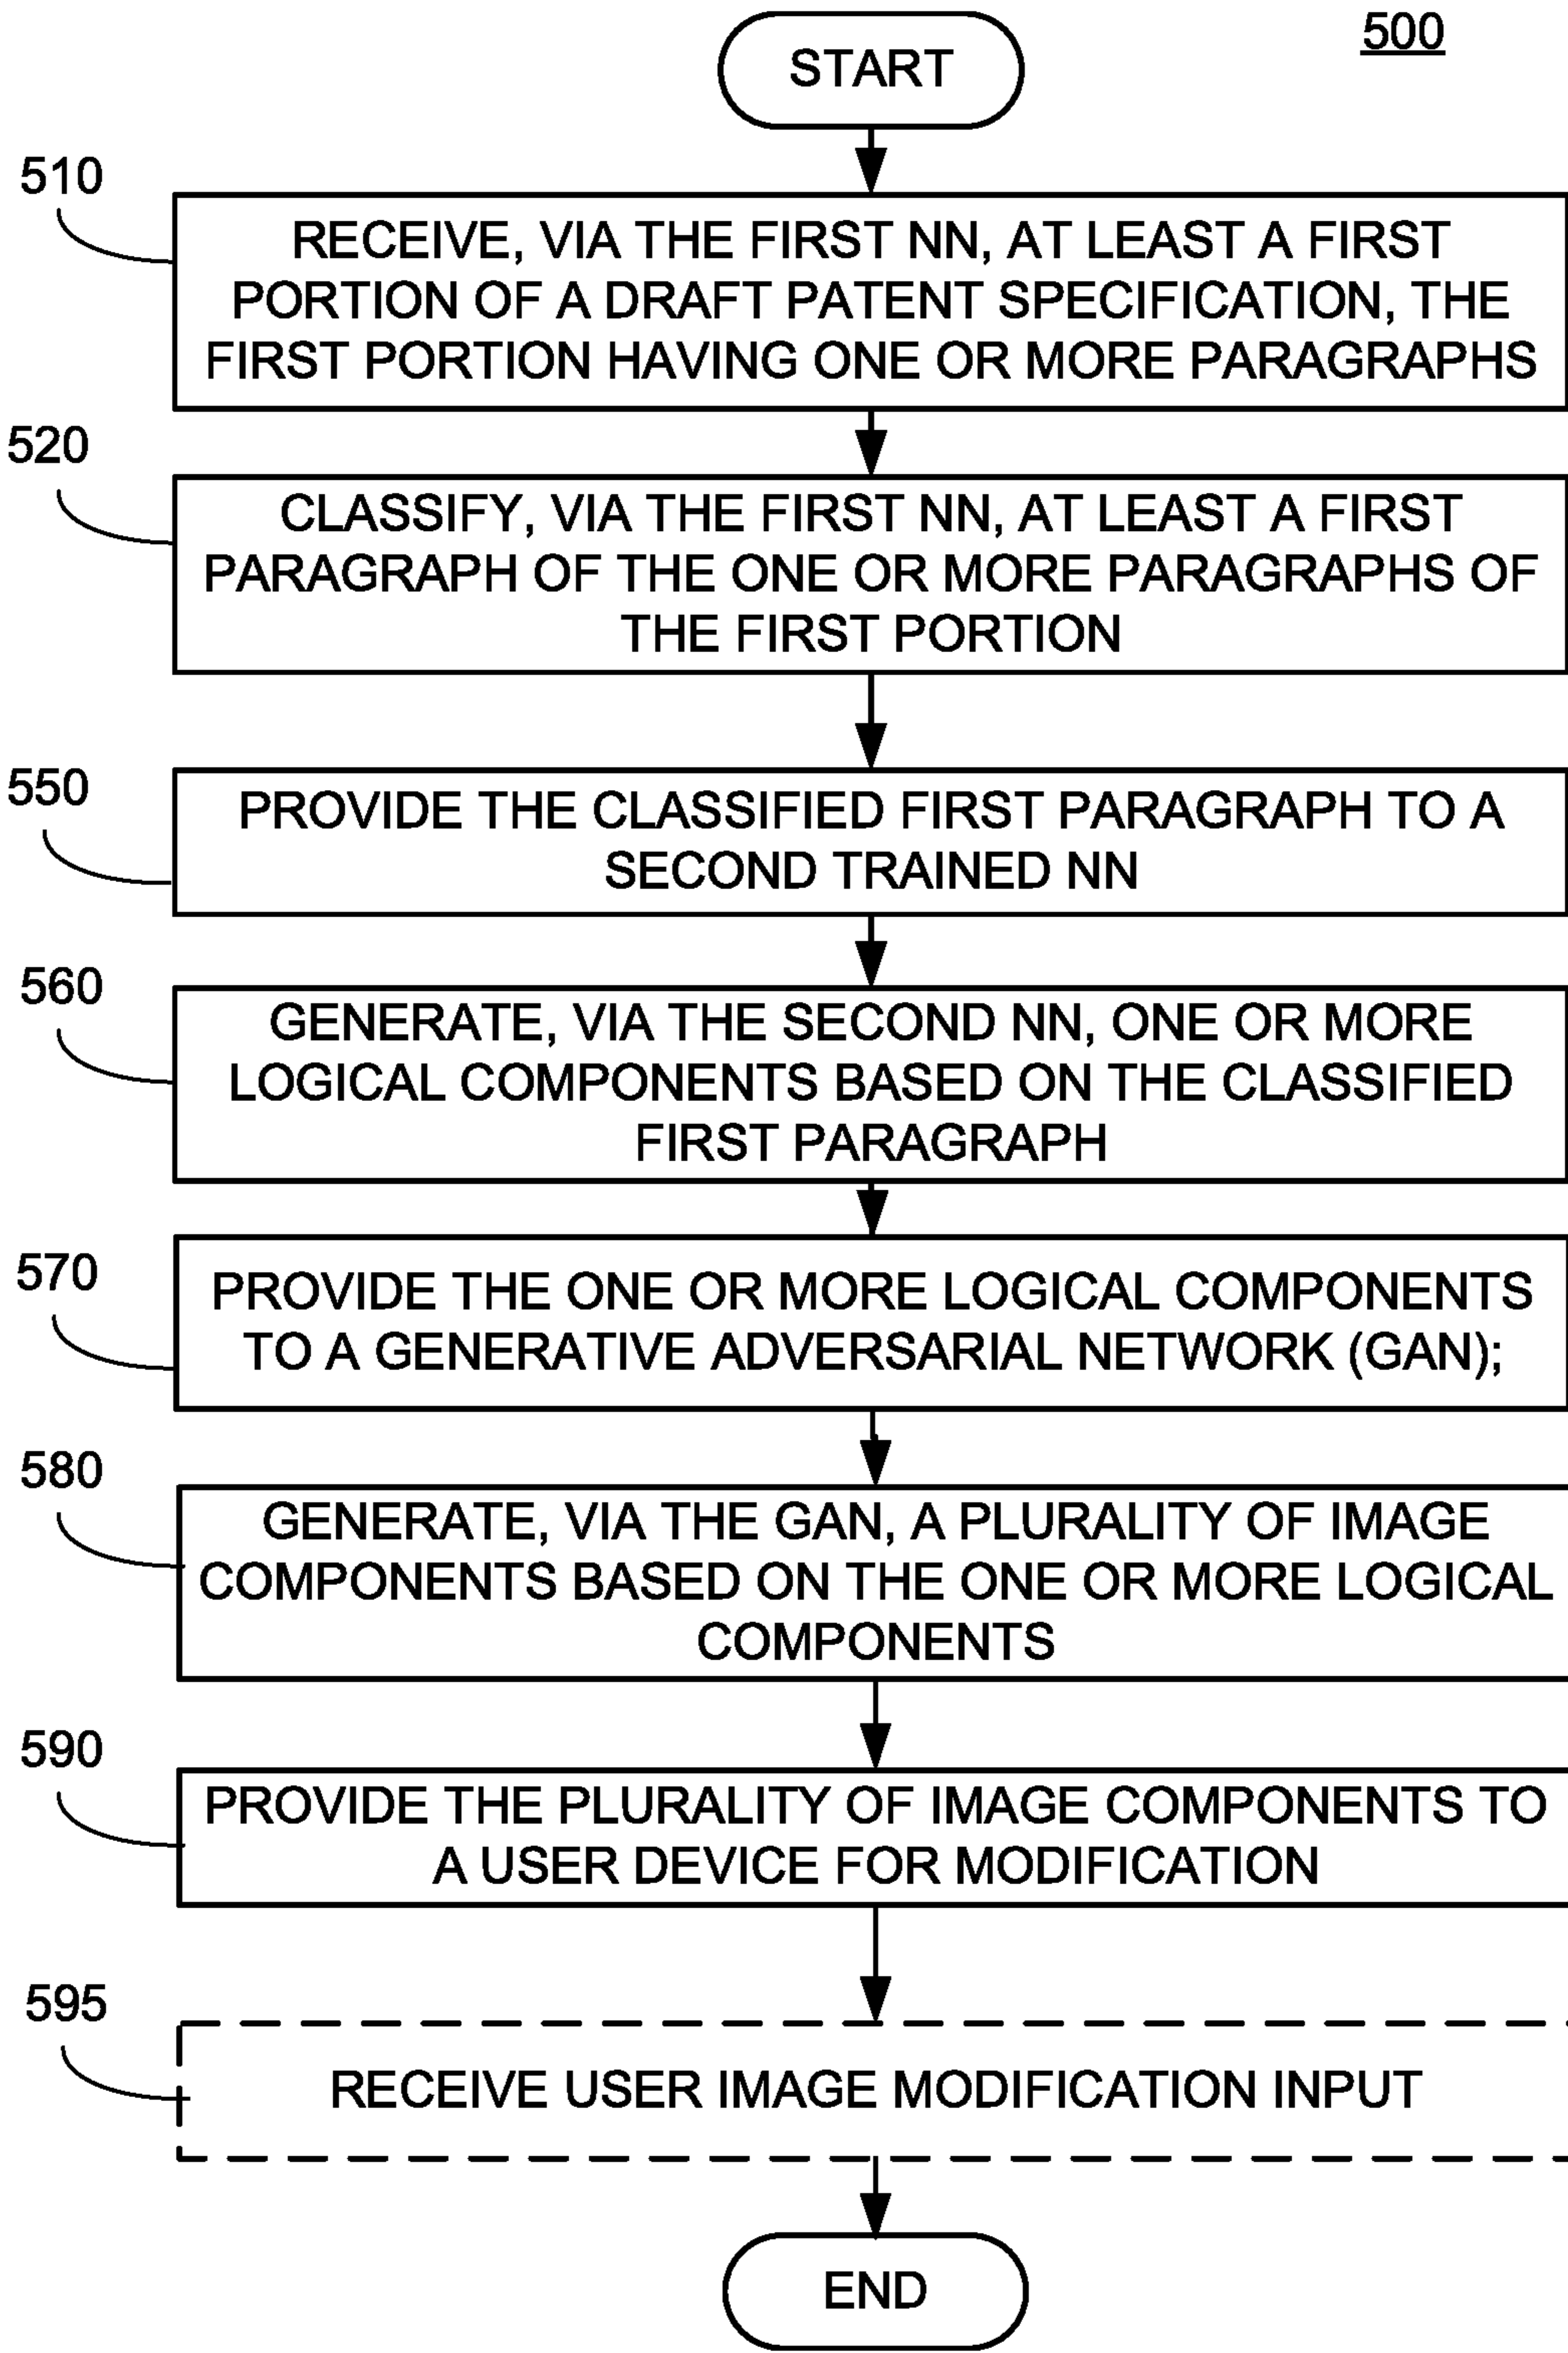 500
START
510
RECEIVE, VIA THE FIRST NN, AT LEAST A FIRST
PORTION OF A DRAFT PATENT SPECIFICATION, THE
FIRST PORTION HAVING ONE OR MORE PARAGRAPHS
520
CLASSIFY, VIA THE FIRST NN, AT LEAST A FIRST
PARAGRAPH OF THE ONE OR MORE PARAGRAPHS OF
THE FIRST PORTION
550
PROVIDE THE CLASSIFIED FIRST PARAGRAPH TO A
SECOND TRAINED NN
560
GENERATE, VIA THE SECOND NN, ONE OR MORE
LOGICAL COMPONENTS BASED ON THE CLASSIFIED
FIRST PARAGRAPH
570
PROVIDE THE ONE OR MORE LOGICAL COMPONENTS
TO A GENERATIVE ADVERSARIAL NETWORK (GAN);
580
GENERATE, VIA THE GAN, A PLURALITY OF IMAGE
COMPONENTS BASED ON THE ONE OR MORE LOGICAL
COMPONENTS
590
PROVIDE THE PLURALITY OF IMAGE COMPONENTS TO
A USER DEVICE FOR MODIFICATION
595
RECEIVE USER IMAGE MODIFICATION INPUT
END